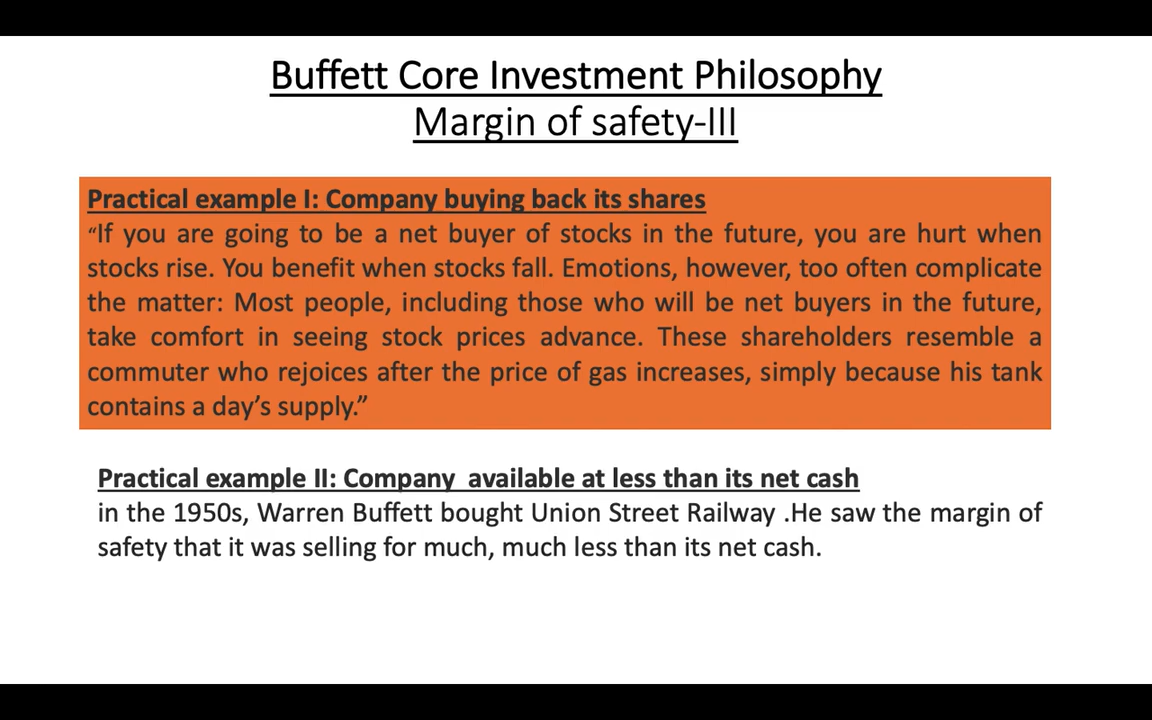 Buffett Core Investment Philosophy
Margin of safety-III
Practical example I: Company buying back its shares
“If you are going to be a net buyer of stocks in the future, you are hurt when
stocks rise. You benefit when stocks fall. Emotions, however, too often complicate
the matter: Most people, including those who will be net buyers in the future,
take comfort in seeing stock prices advance. These shareholders resemble a
commuter who rejoices after the price of gas increases, simply because his tank
contains a day’s supply.”
Practical example II: Company  available at less than its net cash
in the 1950s, Warren Buffett bought Union Street Railway .He saw the margin of
safety that it was selling for much, much less than its net cash.